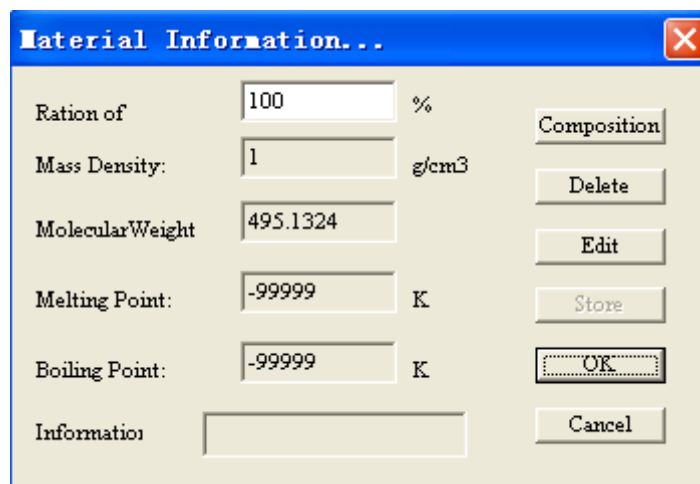 Material Information...
Ration of 100 %
Composition
Mass Density: 1 g/cm3
Delete
MolecularWeight 495.1324
Edit
Melting Point: -99999 K
Store
Boiling Point: -99999 K
OK
Information
Cancel